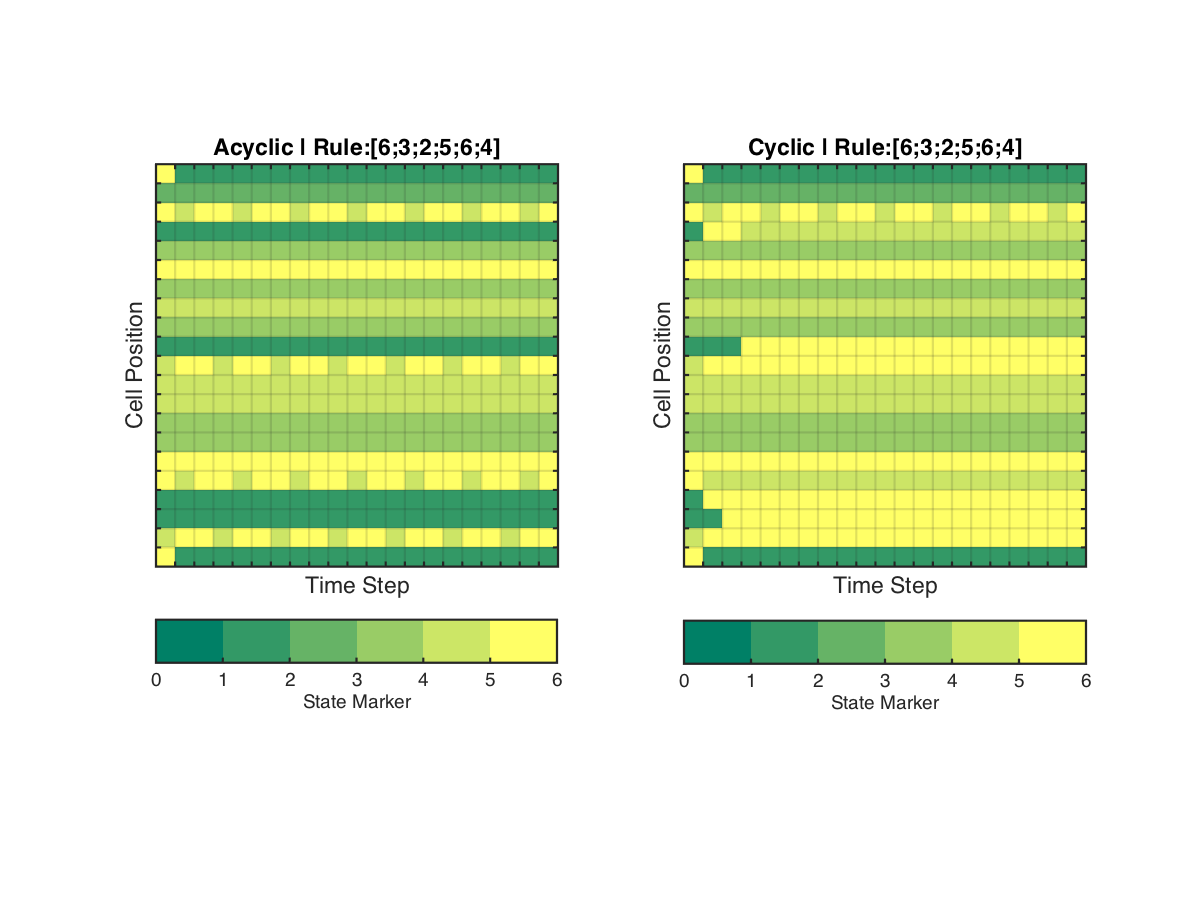 Acyclic | Rule:[6;3;2;5;6;4]
Cell Position
Time Step
0 1 2 3 4 5 6
State Marker
Cyclic | Rule:[6;3;2;5;6;4]
Cell Position
Time Step
0 1 2 3 4 5 6
State Marker